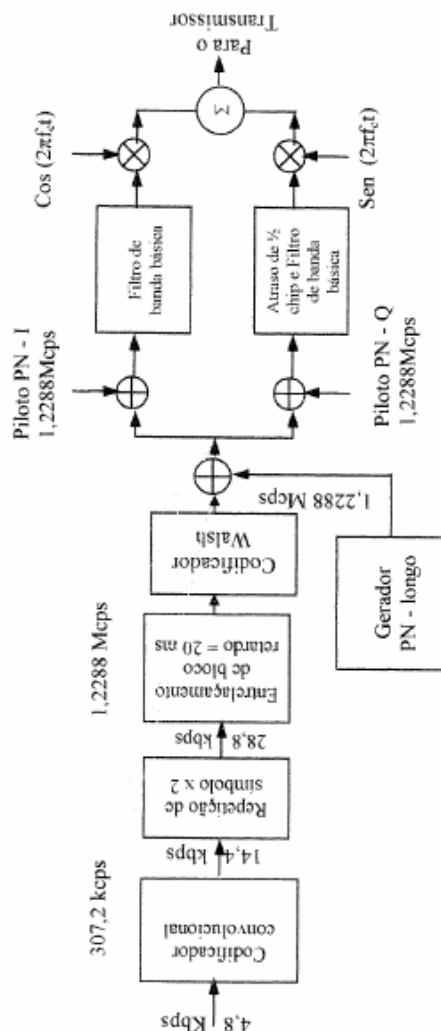 4,8
Kbps
Codificador
convolucional
307,2 kcps
14,4 kbps
Repetição de
símbolo x 2
28,8 kbps
Entrelaçamento
de bloco
retardo = 20 ms
1,2288 Mcps
Codificador
Walsh
1,2288 Mcps
Gerador
PN - longo
Piloto PN - I
1,2288Mcps
Piloto PN - Q
1,2288Mcps
Filtro de
banda básica
Atraso de ½
chip e Filtro
de banda
básica
Cos (2πfct)
Sen (2πfct)
Σ
Para o
Transmissor